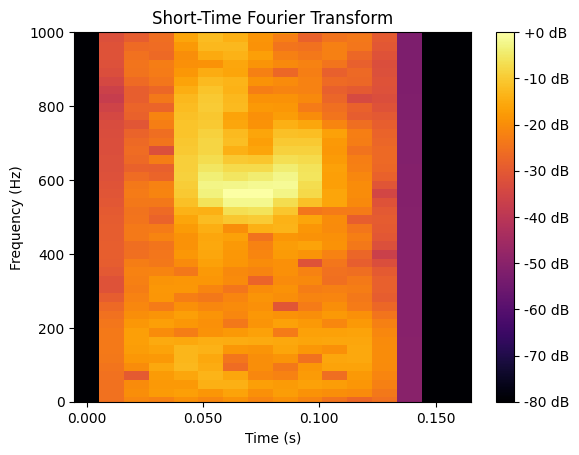 Short-Time Fourier Transform
1000
800
600
400
200
0
Frequency (Hz)
0.000
0.050
0.100
0.150
Time (s)
+0 dB
-10 dB
-20 dB
-30 dB
-40 dB
-50 dB
-60 dB
-70 dB
-80 dB